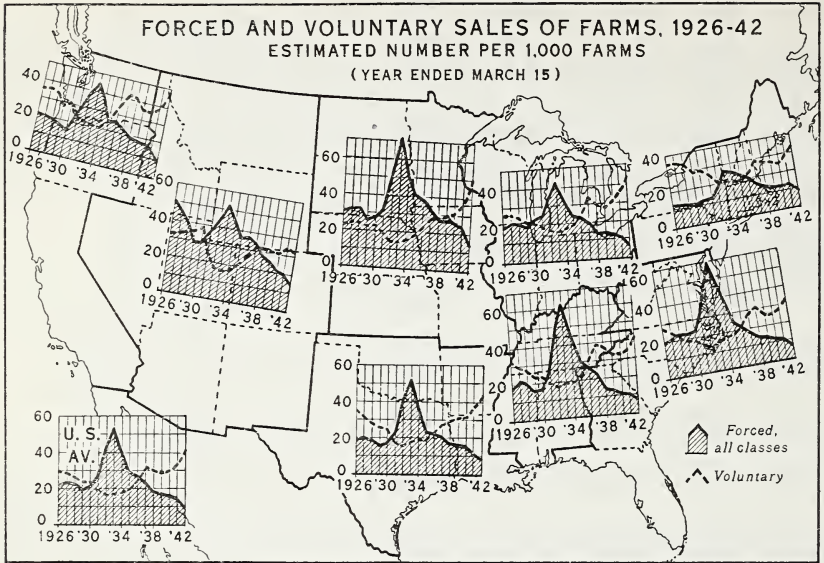 FORCED AND VOLUNTARY SALES OF FARMS, 1926-42
ESTIMATED NUMBER PER 1,000 FARMS
(YEAR ENDED MARCH 15)
40
20
0
1926 '30 '34 '38 '42
60
40
20
0
1926 '30 '34 '38 '42
60
40
20
0
1926 '30 '34 '38 '42
40
20
0
1926 '30 '34 '38 '42
40
20
0
1926 '30 '34 '38 '42
60
40
20
0
1926 '30 '34 '38 '42
60
40
20
0
1926 '30 '34 '38 '42
60
40
20
0
1926 '30 '34 '38 '42
60
40
20
0
U. S.
AV.
1926 '30 '34 '38 '42
Forced,
all classes
Voluntary